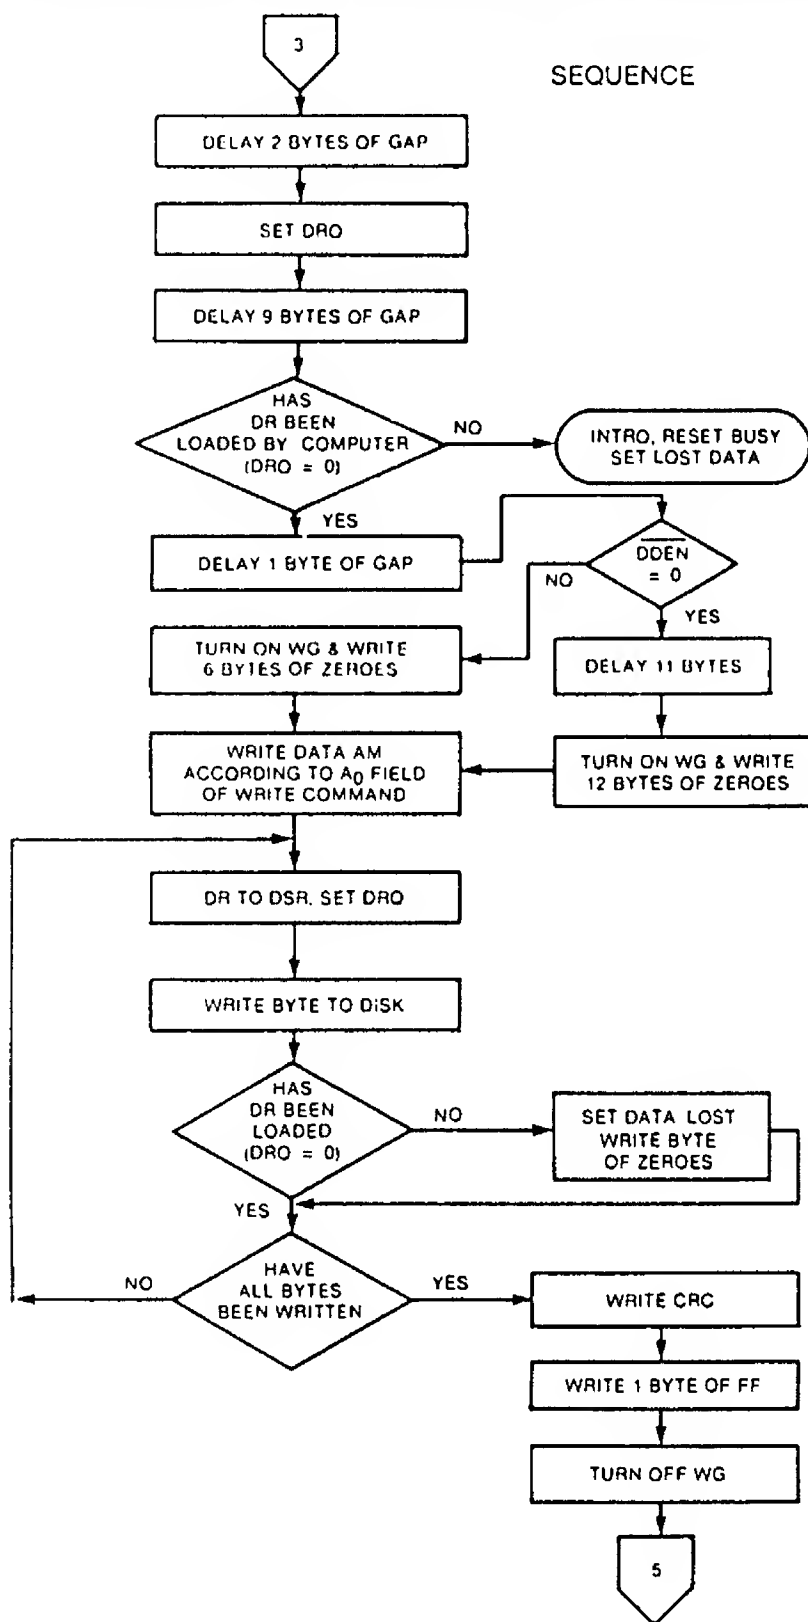 3
SEQUENCE
DELAY 2 BYTES OF GAP
SET DRQ
DELAY 9 BYTES OF GAP
HAS
DR BEEN
LOADED BY COMPUTER
(DRQ = 0)
NO
INTRQ, RESET BUSY
SET LOST DATA
YES
DELAY 1 BYTE OF GAP
DDEN
= 0
NO
YES
TURN ON WG & WRITE
6 BYTES OF ZEROES
DELAY 11 BYTES
WRITE DATA AM
ACCORDING TO A0 FIELD
OF WRITE COMMAND
TURN ON WG & WRITE
12 BYTES OF ZEROES
DR TO DSR, SET DRQ
WRITE BYTE TO DISK
HAS
DR BEEN
LOADED
(DRQ = 0)
NO
SET DATA LOST
WRITE BYTE
OF ZEROES
YES
HAVE
ALL BYTES
BEEN WRITTEN
NO
YES
WRITE CRC
WRITE 1 BYTE OF FF
TURN OFF WG
5